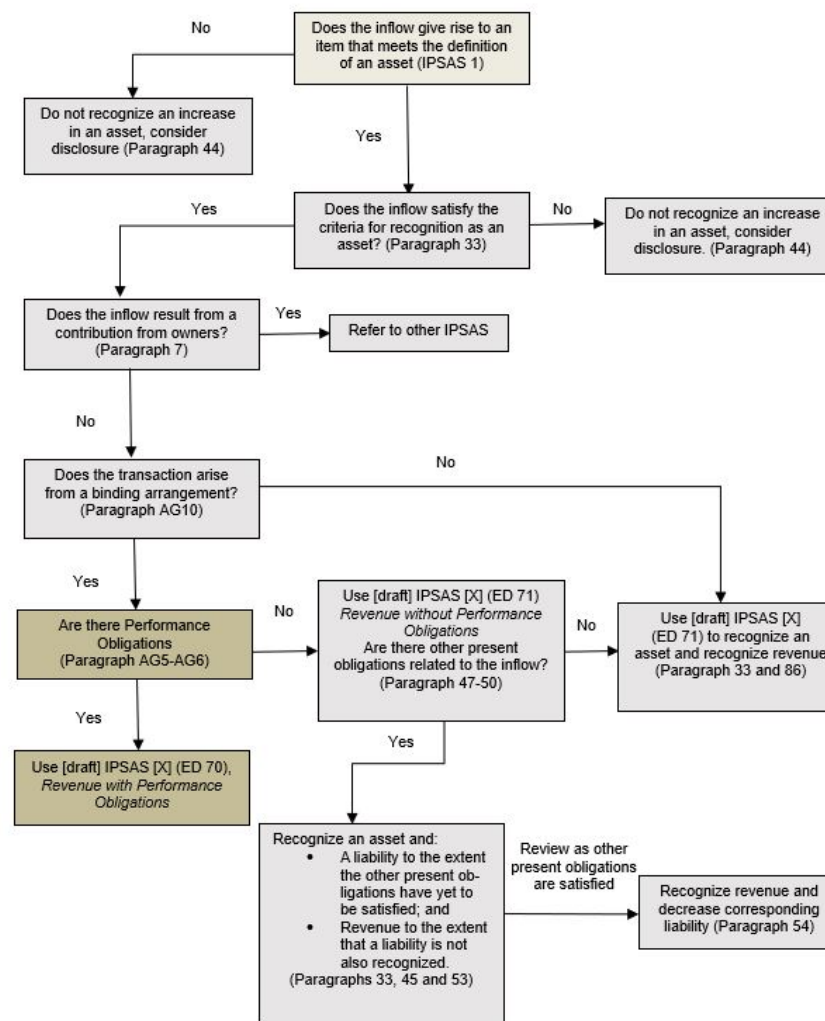 No
Does the inflow give rise to an
item that meets the definition
of an asset (IPSAS 1)
Do not recognize an increase
in an asset, consider
disclosure (Paragraph 44)
Yes
Yes
Does the inflow satisfy the
criteria for recognition as an
asset? (Paragraph 33)
No
Do not recognize an increase
in an asset, consider
disclosure. (Paragraph 44)
Does the inflow result from a
contribution from owners?
(Paragraph 7)
Yes
Refer to other IPSAS
No
Does the transaction arise
from a binding arrangement?
(Paragraph AG10)
No
Yes
Are there Performance
Obligations
(Paragraph AG5-AG6)
No
Use [draft] IPSAS [X] (ED 71)
Revenue without Performance
Obligations
Are there other present
obligations related to the inflow?
(Paragraph 47-50)
No
Use [draft] IPSAS [X]
(ED 71) to recognize an
asset and recognize revenue
(Paragraph 33 and 86)
Yes
Use [draft] IPSAS [X] (ED 70),
Revenue with Performance
Obligations
Yes
Recognize an asset and:
• A liability to the extent
the other present ob-
ligations have yet to
be satisfied; and
• Revenue to the extent
that a liability is not
also recognized.
(Paragraphs 33, 45 and 53)
Review as other
present obligations
are satisfied
Recognize revenue and
decrease corresponding
liability (Paragraph 54)